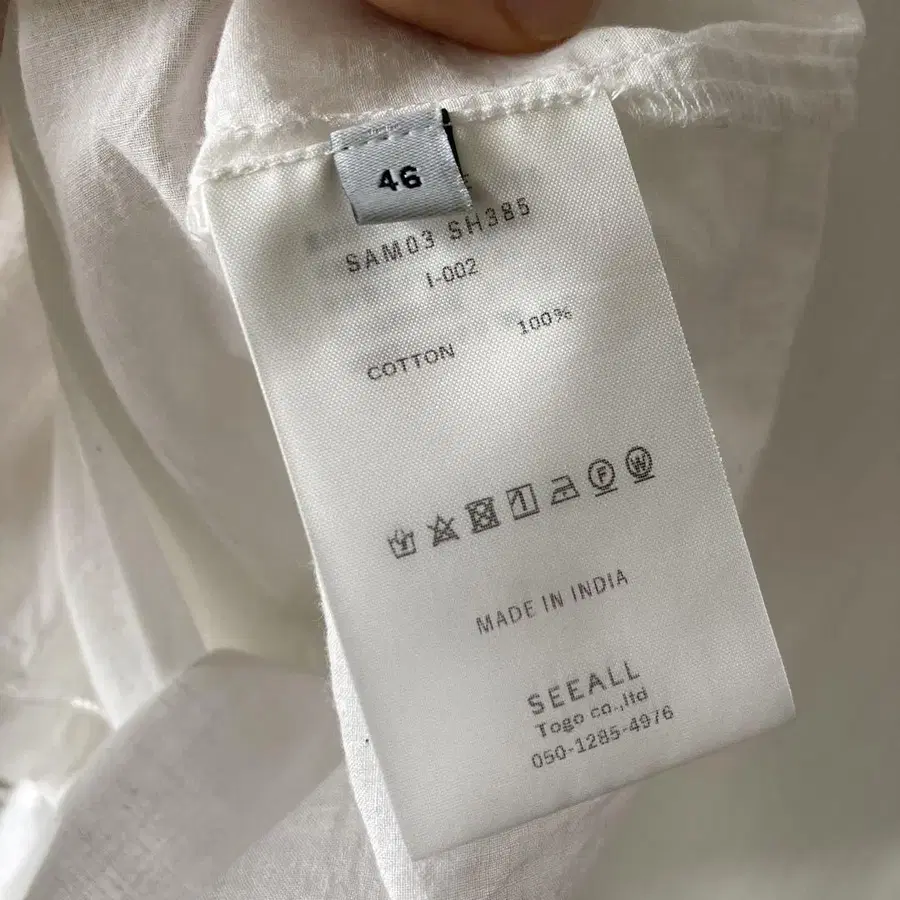 46
SAM03 SH385
I-002
COTTON 100%
F W
MADE IN INDIA
SEEALL
Togo co.,ltd
050-1285-4976